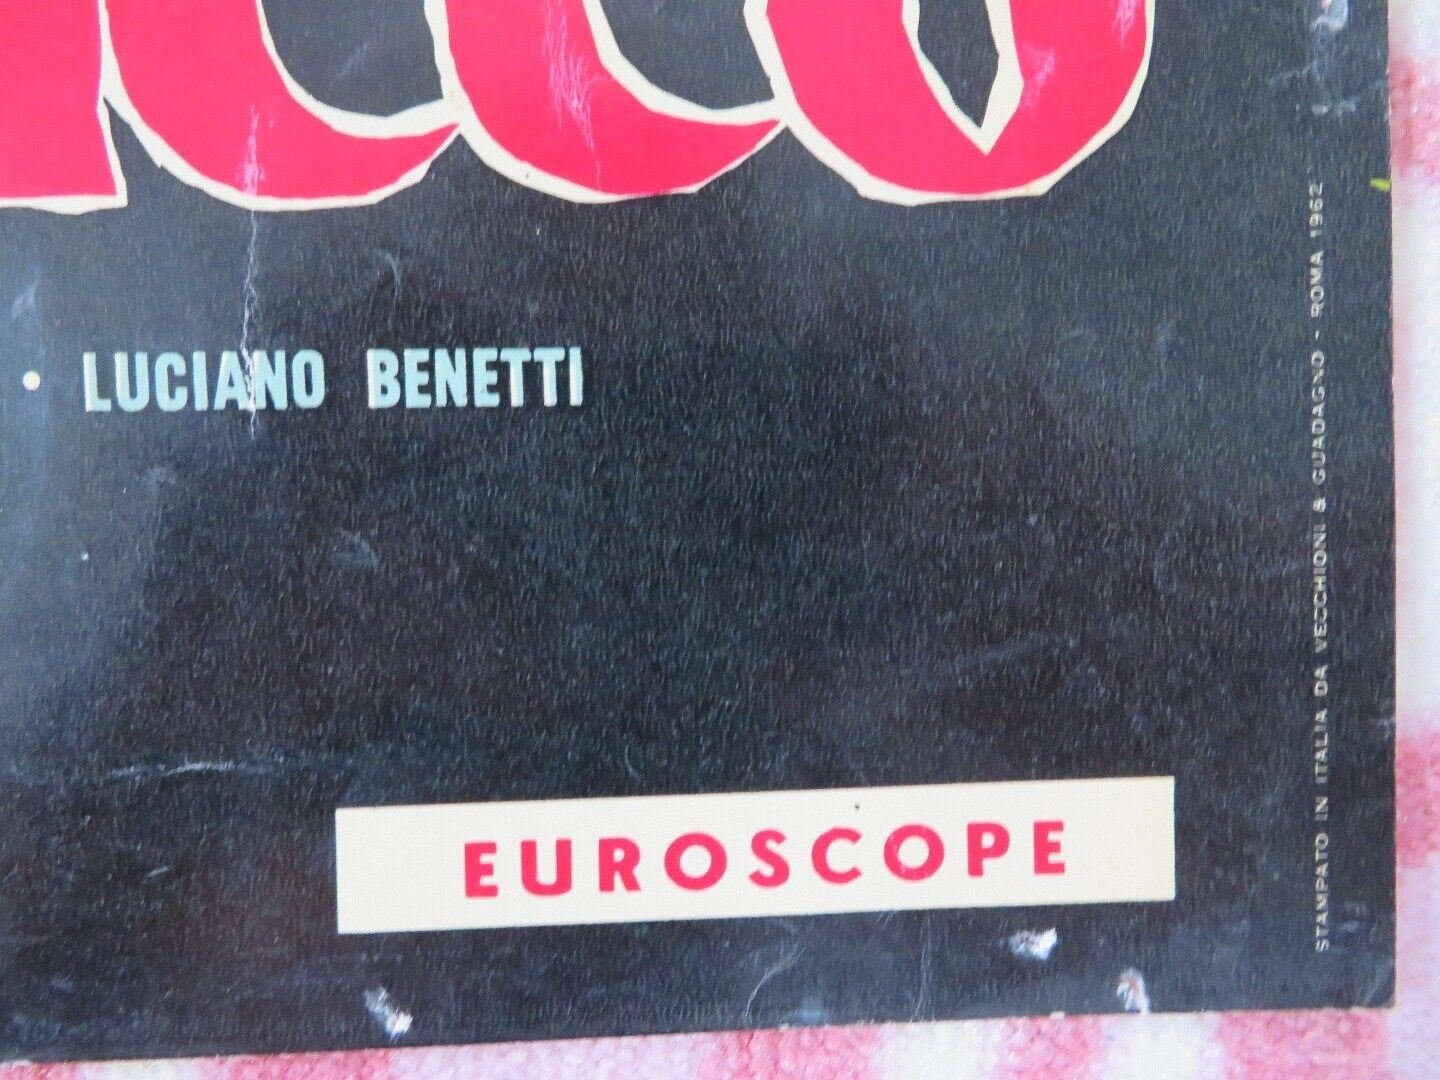 LUCIANO BENETTI
EUROSCOPE
STAMPATO IN ITALIA DA VECCHIONI & GUADAGNO - ROMA 1962